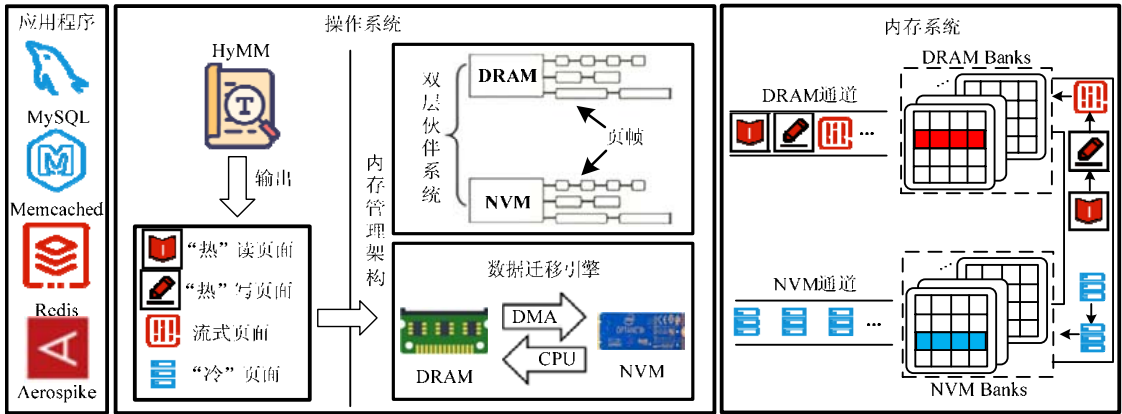 应用程序
MySQL
Memcached
Redis
Aerospike
操作系统
HyMM
T
输出
“热”读页面
“热”写页面
流式页面
“冷”页面
内存管理架构
双层伙伴系统
DRAM
页帧
NVM
数据迁移引擎
DMA
CPU
DRAM
NVM
内存系统
DRAM Banks
DRAM通道
...
NVM通道
...
NVM Banks